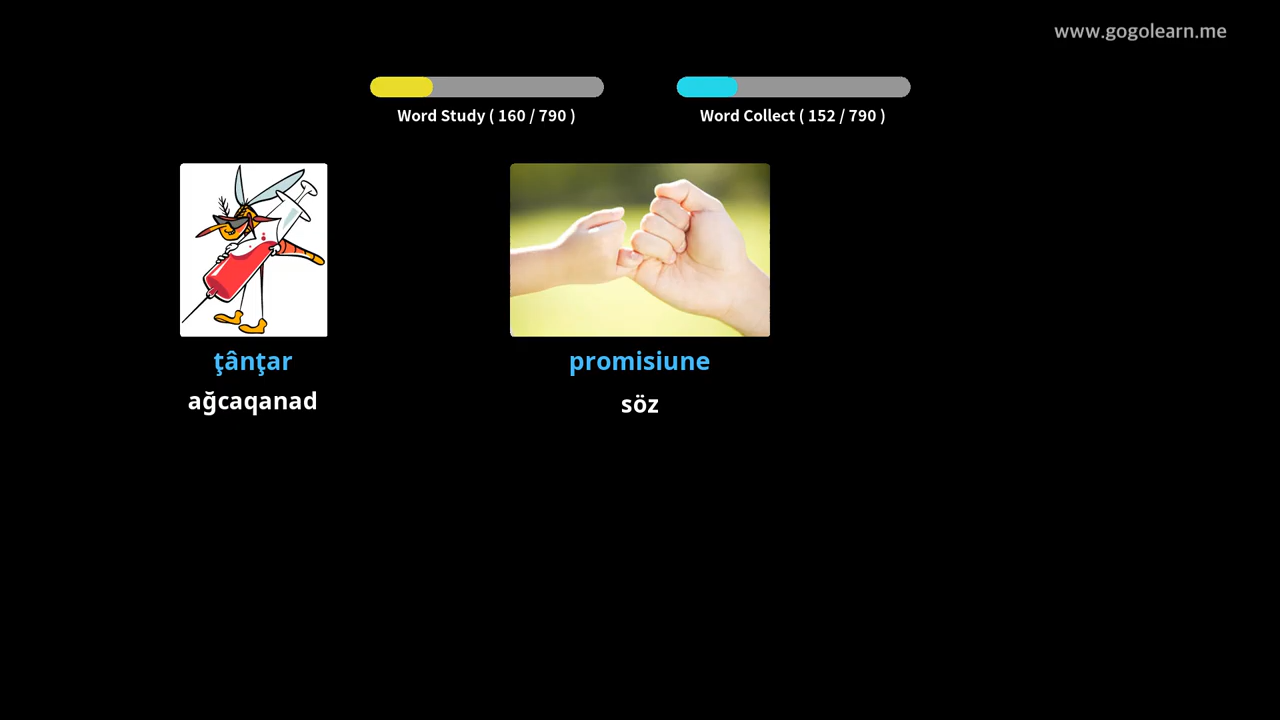 www.gogolearn.me
Word Study ( 160 / 790 )
Word Collect ( 152 / 790 )
ţânţar
ağcaqanad
promisiune
söz